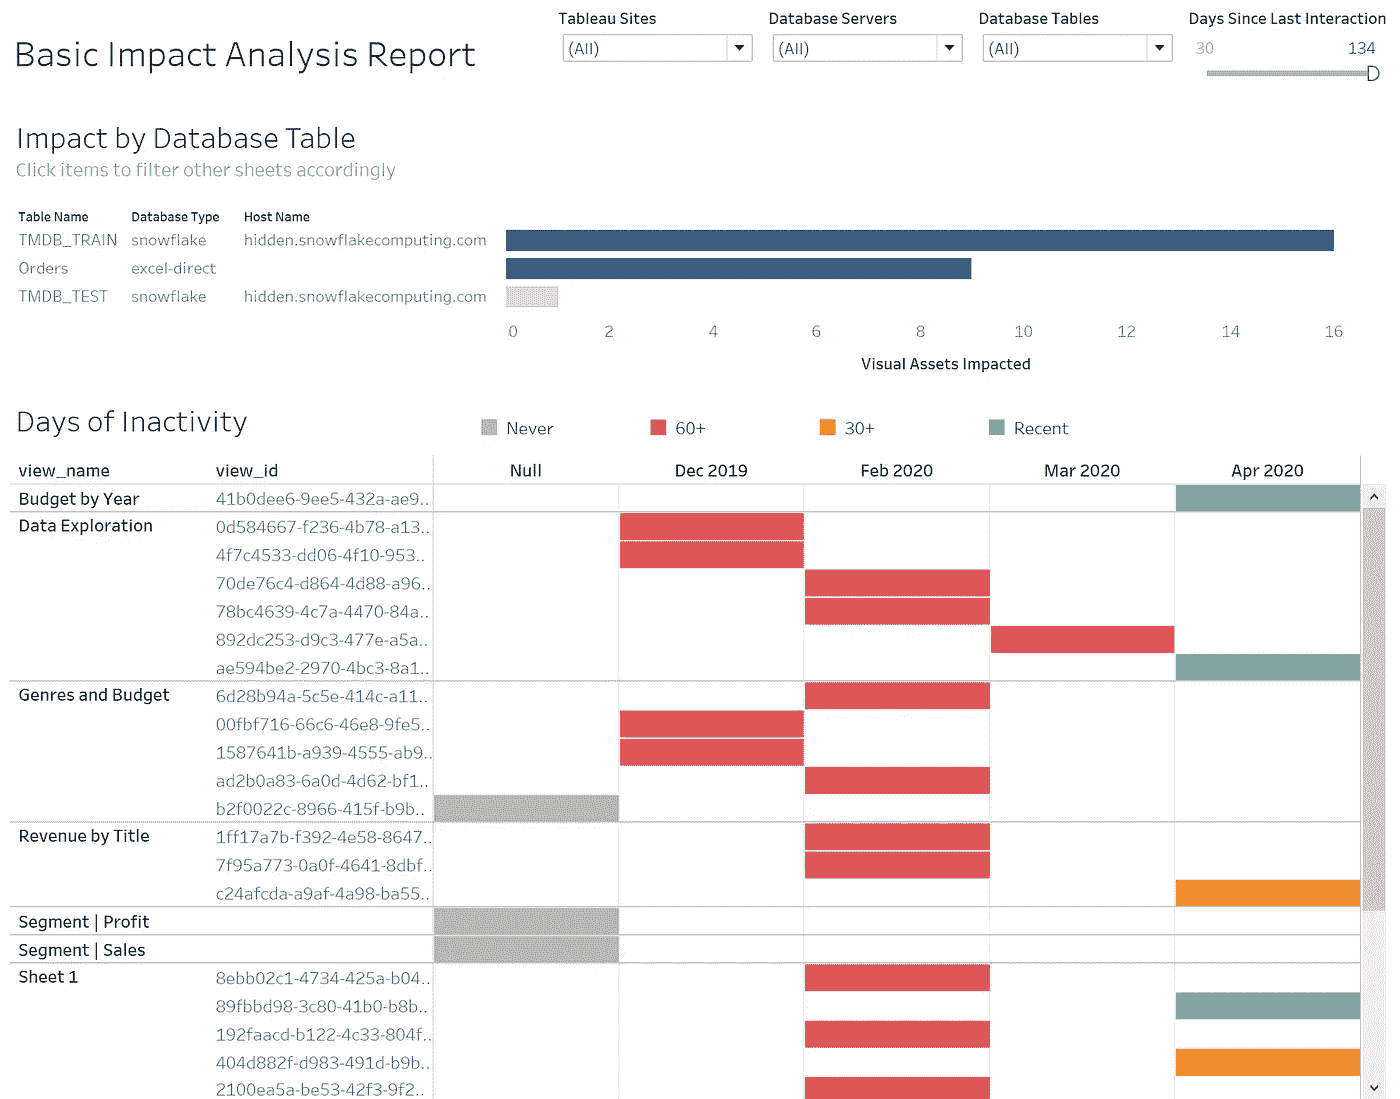 Tableau Sites Database Servers Database Tables Days Since Last Interaction
Basic Impact Analysis Report
(All) (All) (All) 30 134
Impact by Database Table
Click items to filter other sheets accordingly
Table Name Database Type Host Name
TMDB_TRAIN snowflake hidden.snowflakecomputing.com
Orders excel-direct
TMDB_TEST snowflake hidden.snowflakecomputing.com
0 2 4 6 8 10 12 14 16
Visual Assets Impacted
Days of Inactivity Never 60+ 30+ Recent
view_name view_id Null Dec 2019 Feb 2020 Mar 2020 Apr 2020
Budget by Year 41b0dee6-9ee5-432a-ae9..
Data Exploration 0d584667-f236-4b78-a13..
4f7c4533-dd06-4f10-953..
70de76c4-d864-4d88-a96..
78bc4639-4c7a-4470-84a..
892dc253-d9c3-477e-a5a..
ae594be2-2970-4bc3-8a1..
Genres and Budget 6d28b94a-5c5e-414c-a11..
00fbf716-66c6-46e8-9fe5..
1587641b-a939-4555-ab9..
ad2b0a83-6a0d-4d62-bf1..
b2f0022c-8966-415f-b9b..
Revenue by Title 1ff17a7b-f392-4e58-8647..
7f95a773-0a0f-4641-8dbf..
c24afcda-a9af-4a98-ba55..
Segment | Profit
Segment | Sales
Sheet 1 8ebb02c1-4734-425a-b04..
89fbbd98-3c80-41b0-b8b..
192faacd-b122-4c33-804f..
404d882f-d983-491d-b9b..
2100ea5a-be53-42f3-9f2..